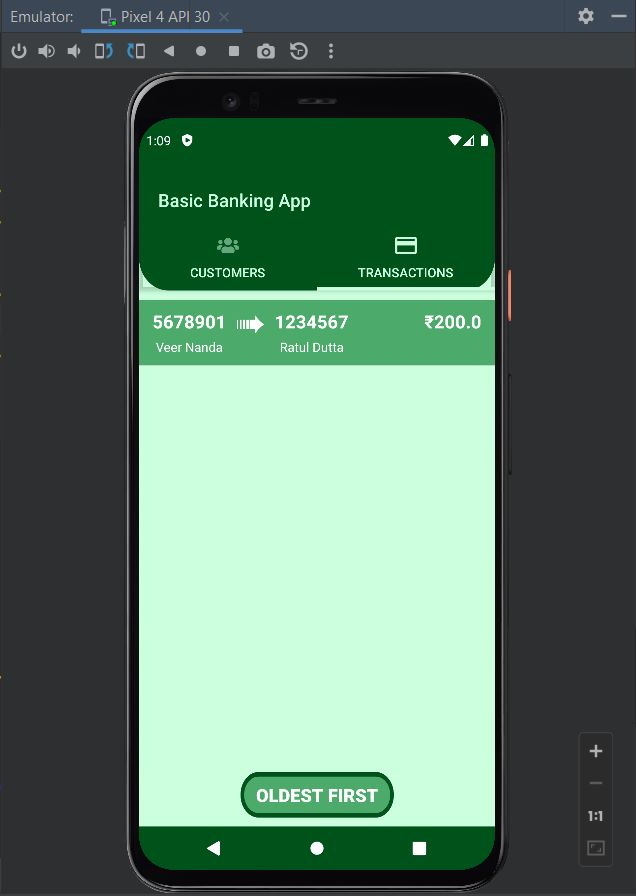 Emulator: Pixel 4 API 30
1:09
Basic Banking App
CUSTOMERS TRANSACTIONS
5678901 1234567 ₹200.0
Veer Nanda Ratul Dutta
OLDEST FIRST
1:1